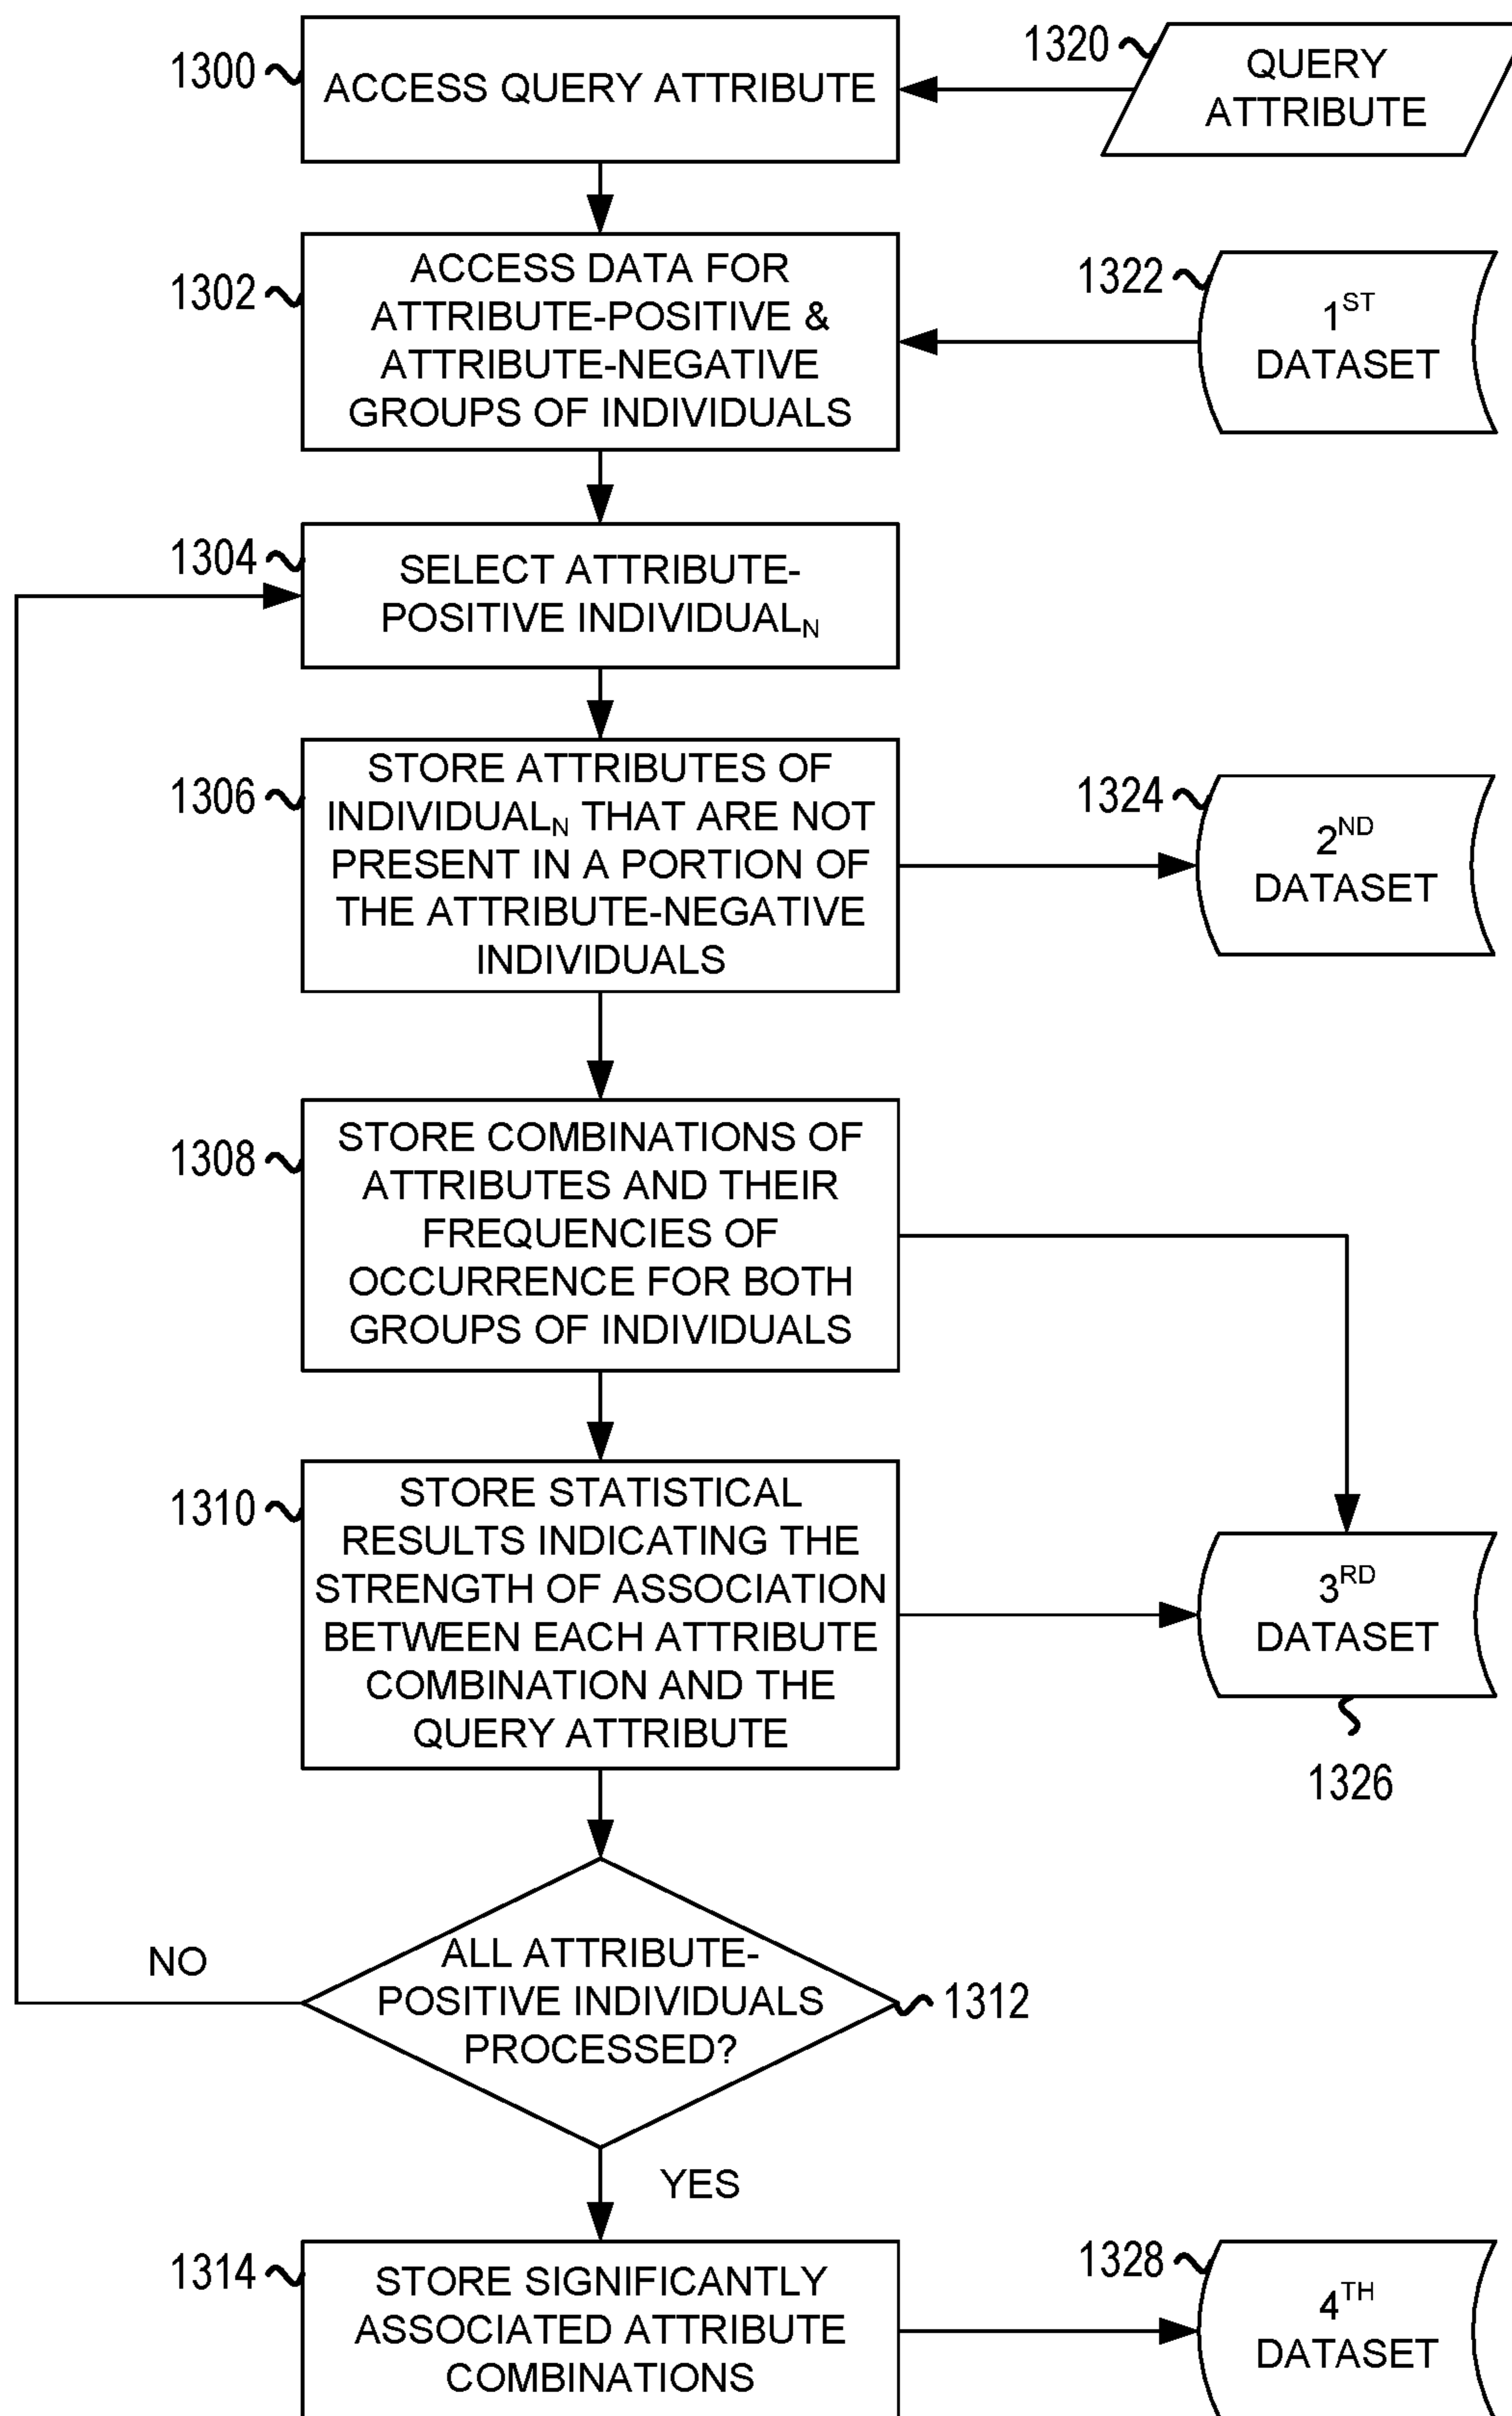 1300
ACCESS QUERY ATTRIBUTE
1320
QUERY
ATTRIBUTE
1302
ACCESS DATA FOR
ATTRIBUTE-POSITIVE &
ATTRIBUTE-NEGATIVE
GROUPS OF INDIVIDUALS
1322
1ST
DATASET
1304
SELECT ATTRIBUTE-
POSITIVE INDIVIDUALN
1306
STORE ATTRIBUTES OF
INDIVIDUALN THAT ARE NOT
PRESENT IN A PORTION OF
THE ATTRIBUTE-NEGATIVE
INDIVIDUALS
1324
2ND
DATASET
1308
STORE COMBINATIONS OF
ATTRIBUTES AND THEIR
FREQUENCIES OF
OCCURRENCE FOR BOTH
GROUPS OF INDIVIDUALS
1310
STORE STATISTICAL
RESULTS INDICATING THE
STRENGTH OF ASSOCIATION
BETWEEN EACH ATTRIBUTE
COMBINATION AND THE
QUERY ATTRIBUTE
3RD
DATASET
1326
NO
ALL ATTRIBUTE-
POSITIVE INDIVIDUALS
PROCESSED?
1312
YES
1314
STORE SIGNIFICANTLY
ASSOCIATED ATTRIBUTE
COMBINATIONS
1328
4TH
DATASET